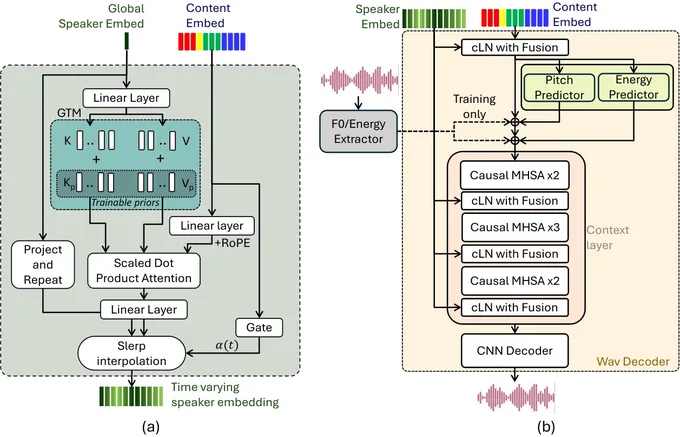 Global
Speaker Embed
Content
Embed
Linear Layer
GTM
K
..
..
V
+
+
Kp
..
..
Vp
Trainable priors
Linear layer
+RoPE
Project
and
Repeat
Scaled Dot
Product Attention
Linear Layer
Gate
Slerp
interpolation
α(t)
Time varying
speaker embedding
(a)
Speaker
Embed
Content
Embed
cLN with Fusion
Pitch
Predictor
Energy
Predictor
Training
only
F0/Energy
Extractor
Causal MHSA x2
cLN with Fusion
Causal MHSA x3
Context
layer
cLN with Fusion
Causal MHSA x2
cLN with Fusion
CNN Decoder
Wav Decoder
(b)